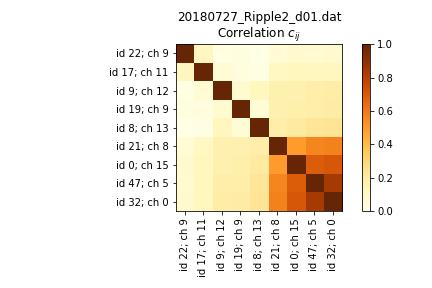 20180727_Ripple2_d01.dat
Correlation c_ij
id 22; ch 9
id 17; ch 11
id 9; ch 12
id 19; ch 9
id 8; ch 13
id 21; ch 8
id 0; ch 15
id 47; ch 5
id 32; ch 0
id 22; ch 9
id 17; ch 11
id 9; ch 12
id 19; ch 9
id 8; ch 13
id 21; ch 8
id 0; ch 15
id 47; ch 5
id 32; ch 0
1.0
0.8
0.6
0.4
0.2
0.0